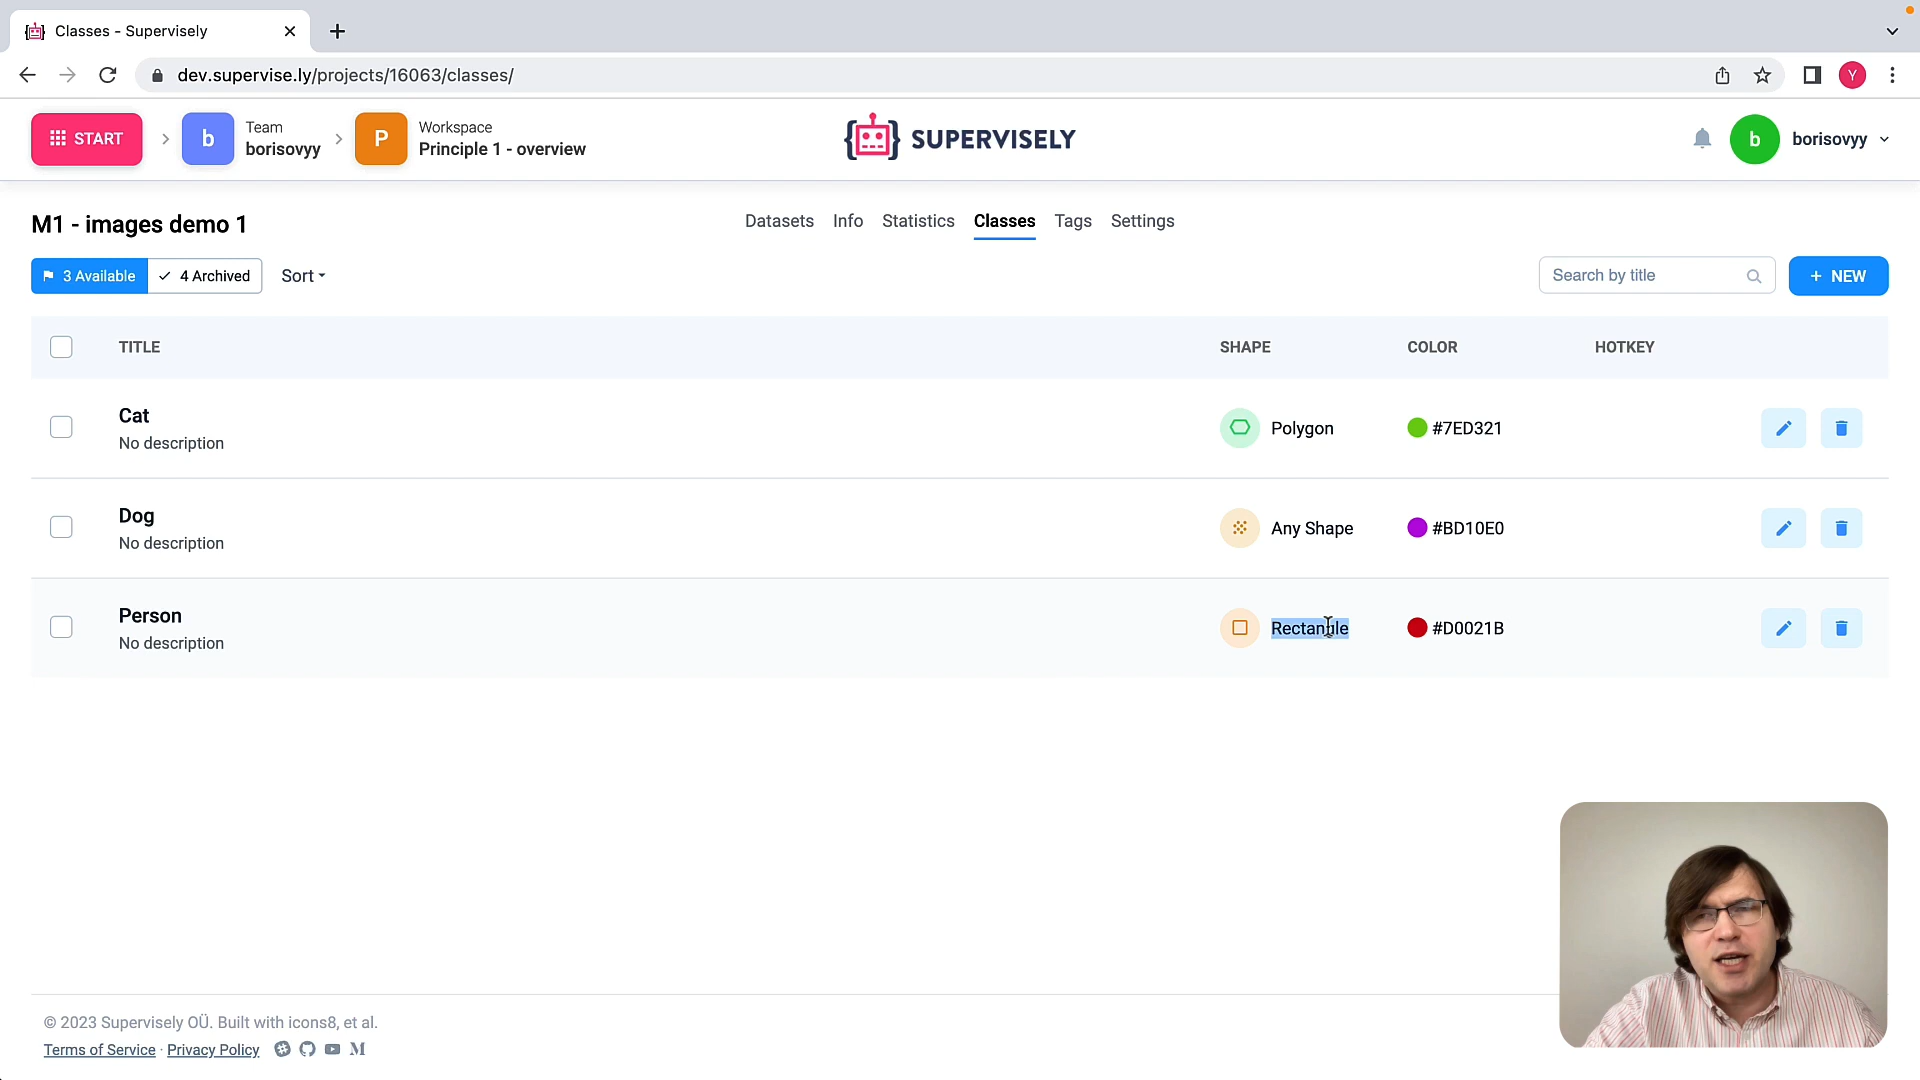 Classes - Supervisely
dev.supervise.ly/projects/16063/classes/
Y
START
b
Team
borisovyy
P
Workspace
Principle 1 - overview
SUPERVISELY
b
borisovyy
M1 - images demo 1
Datasets Info Statistics Classes Tags Settings
3 Available
4 Archived
Sort
Search by title
+ NEW
TITLE SHAPE COLOR HOTKEY
Cat
No description
Polygon
#7ED321
Dog
No description
Any Shape
#BD10E0
Person
No description
Rectangle
#D0021B
© 2023 Supervisely OÜ. Built with icons8, et al.
Terms of Service · Privacy Policy